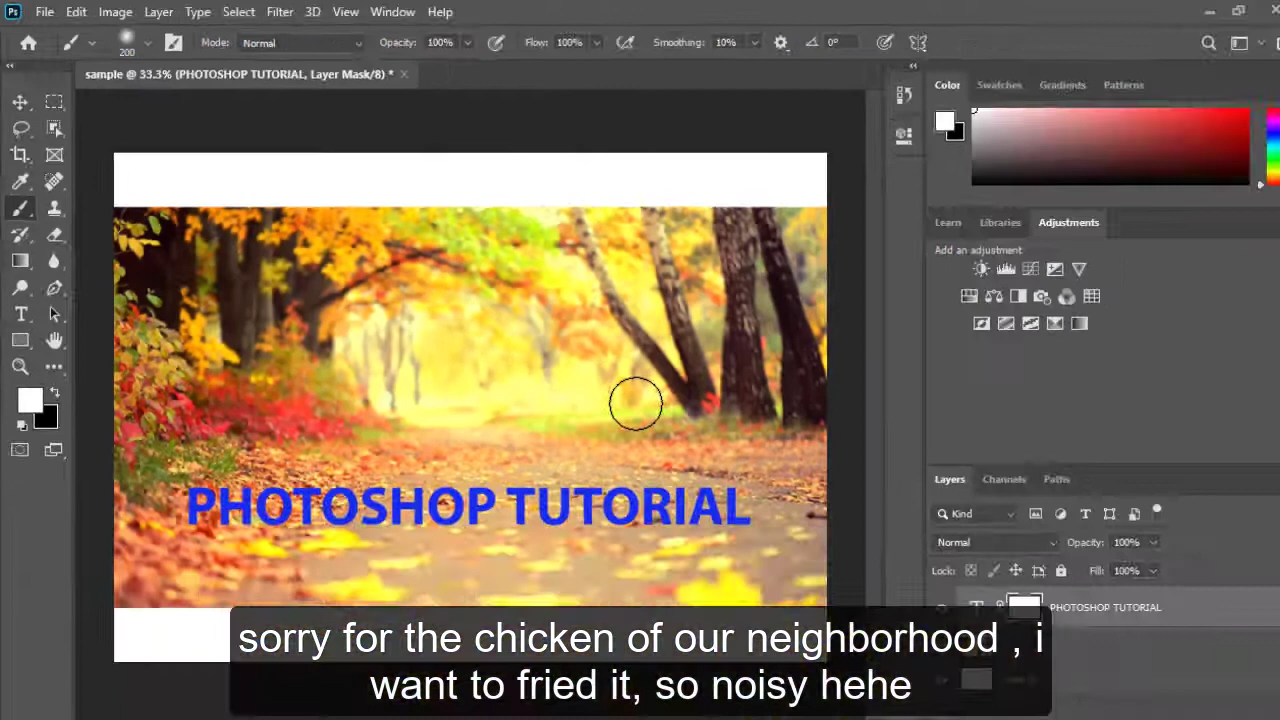 Ps File Edit Image Layer Type Select Filter 3D View Window Help
200 Mode: Normal Opacity: 100% Flow: 100% Smoothing: 10% 0°
sample @ 33.3% (PHOTOSHOP TUTORIAL, Layer Mask/8) *
Color Swatches Gradients Patterns
Learn Libraries Adjustments
Add an adjustment
PHOTOSHOP TUTORIAL
Layers Channels Paths
Kind
Normal Opacity: 100%
Lock: Fill: 100%
PHOTOSHOP TUTORIAL
sorry for the chicken of our neighborhood , i
want to fried it, so noisy hehe